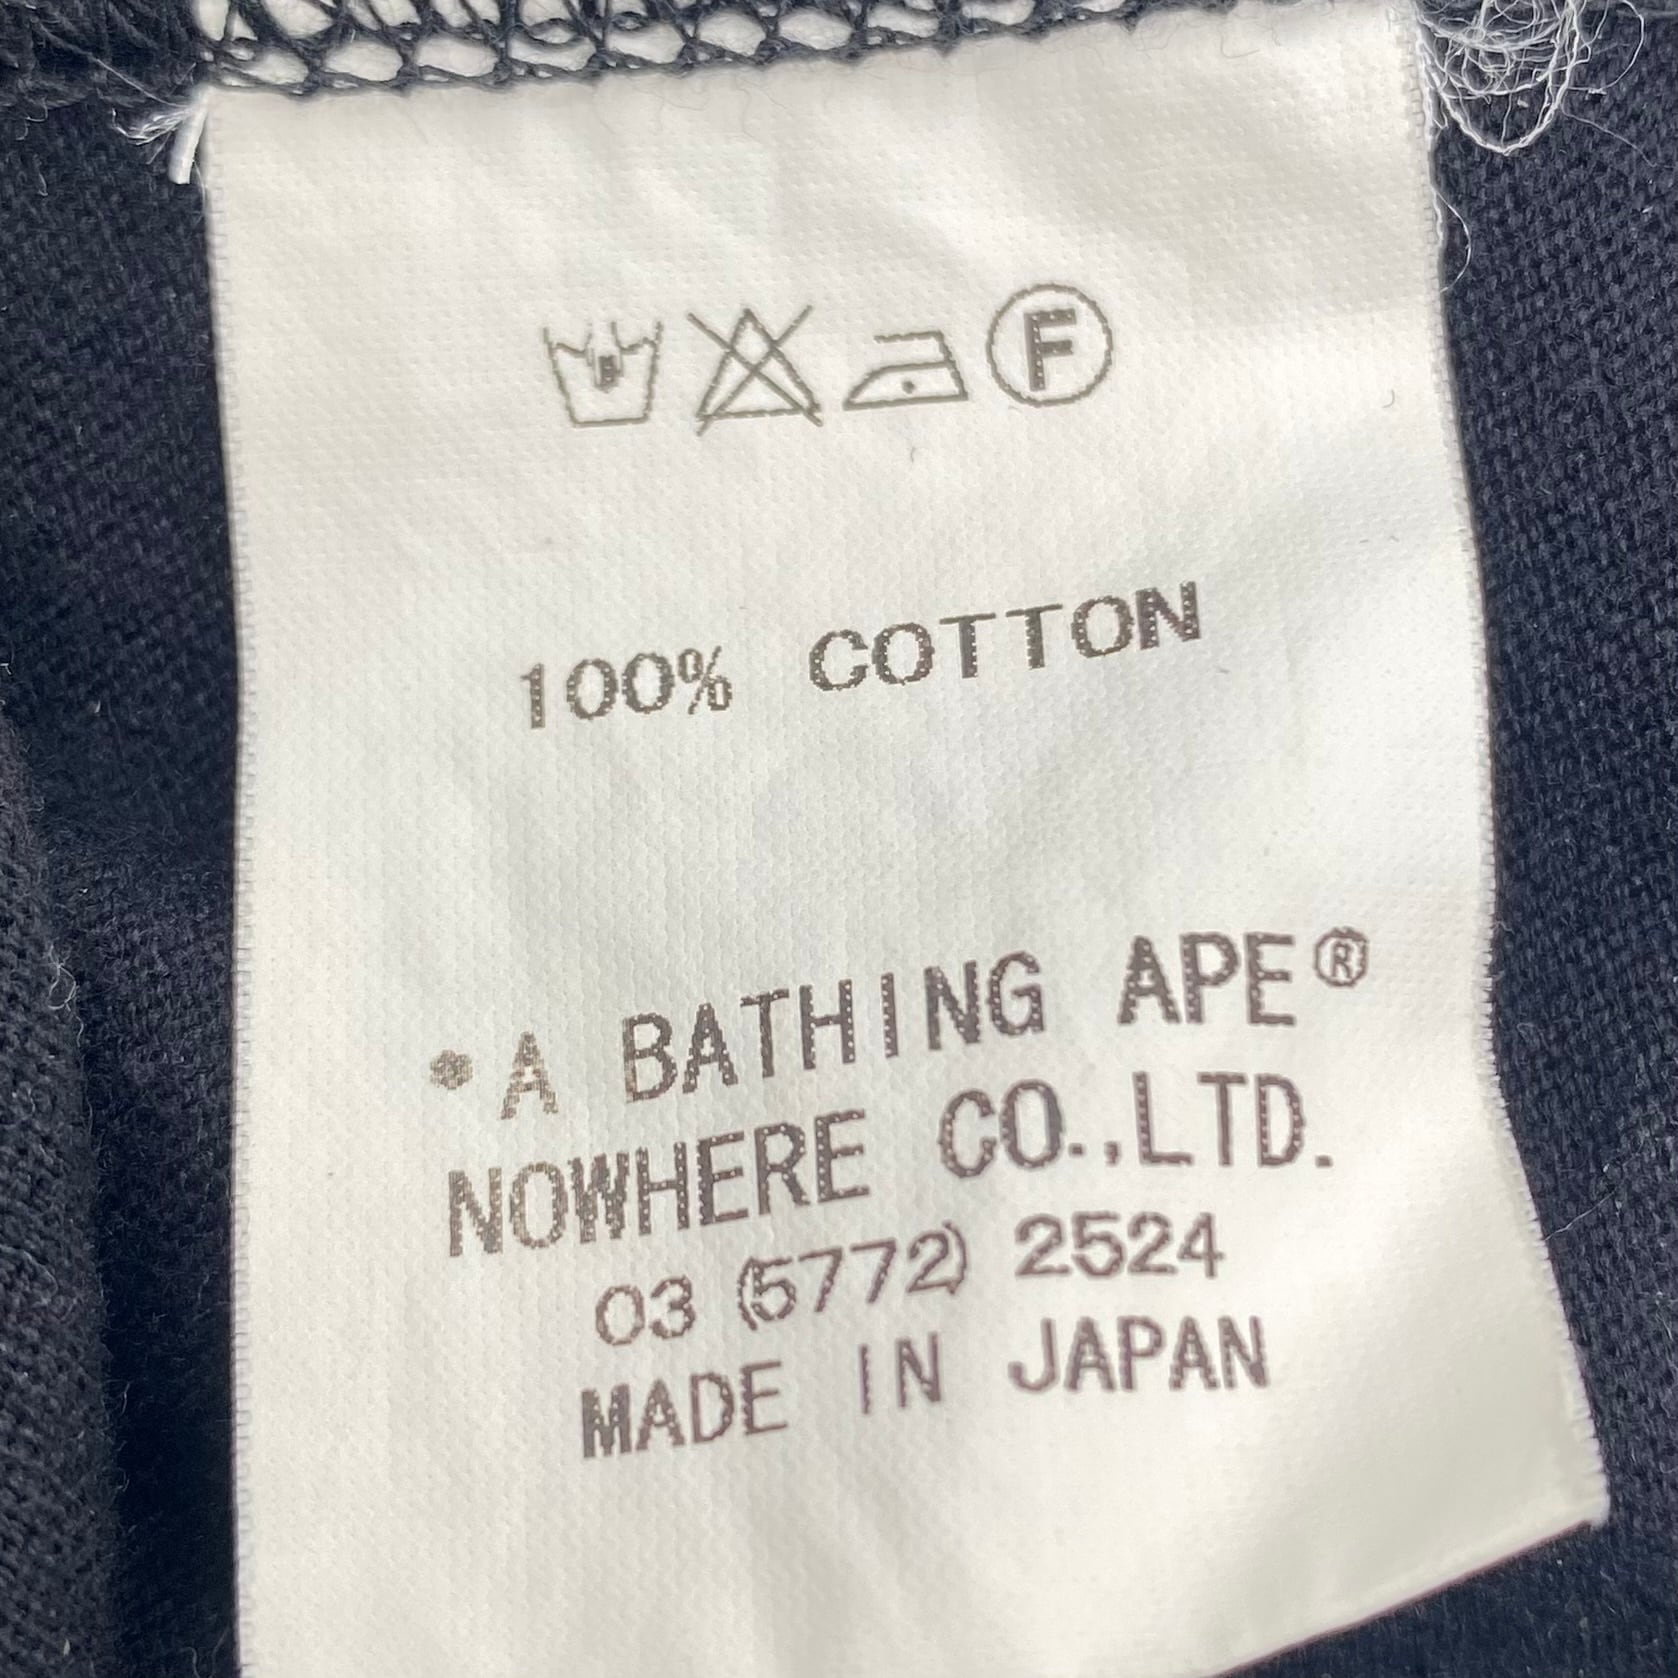 F
100% COTTON
*A BATHING APE®
NOWHERE CO.,LTD.
03 (5772) 2524
MADE IN JAPAN